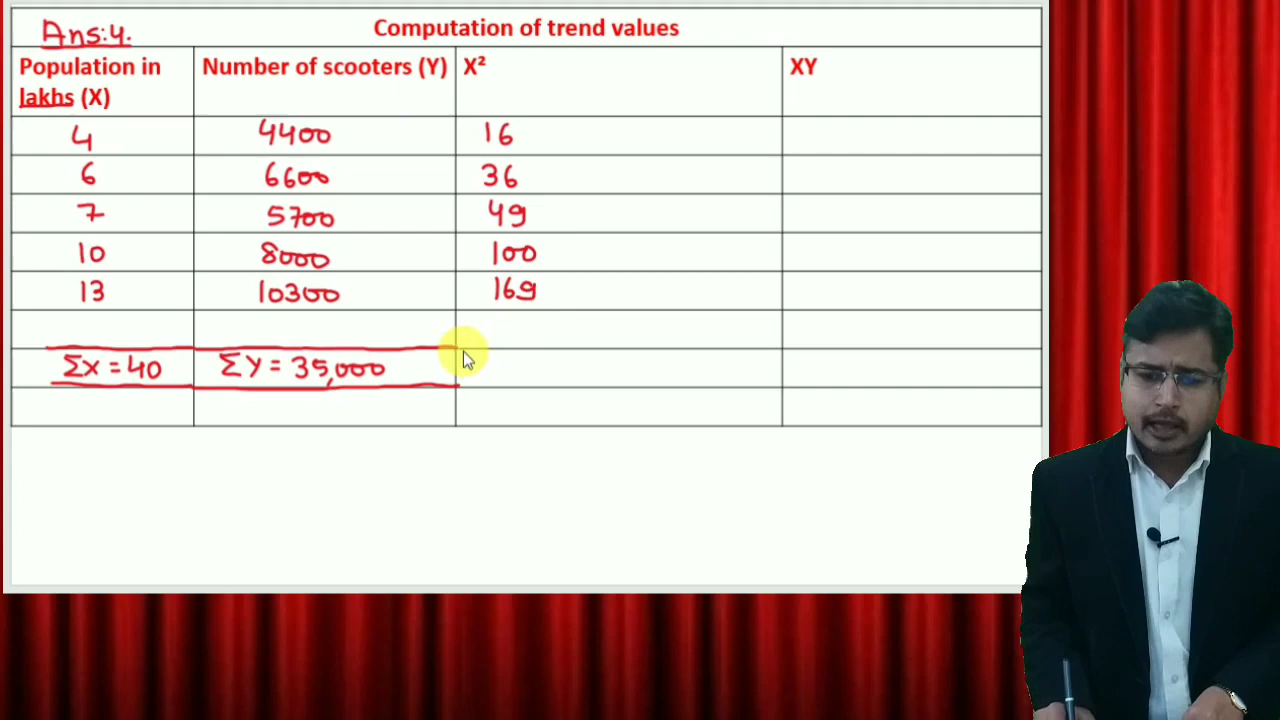 Ans:4.
Computation of trend values
Population in lakhs (X) Number of scooters (Y) X² XY
4 4400 16
6 6600 36
7 5700 49
10 8000 100
13 10300 169
ΣX = 40 ΣY = 35,000